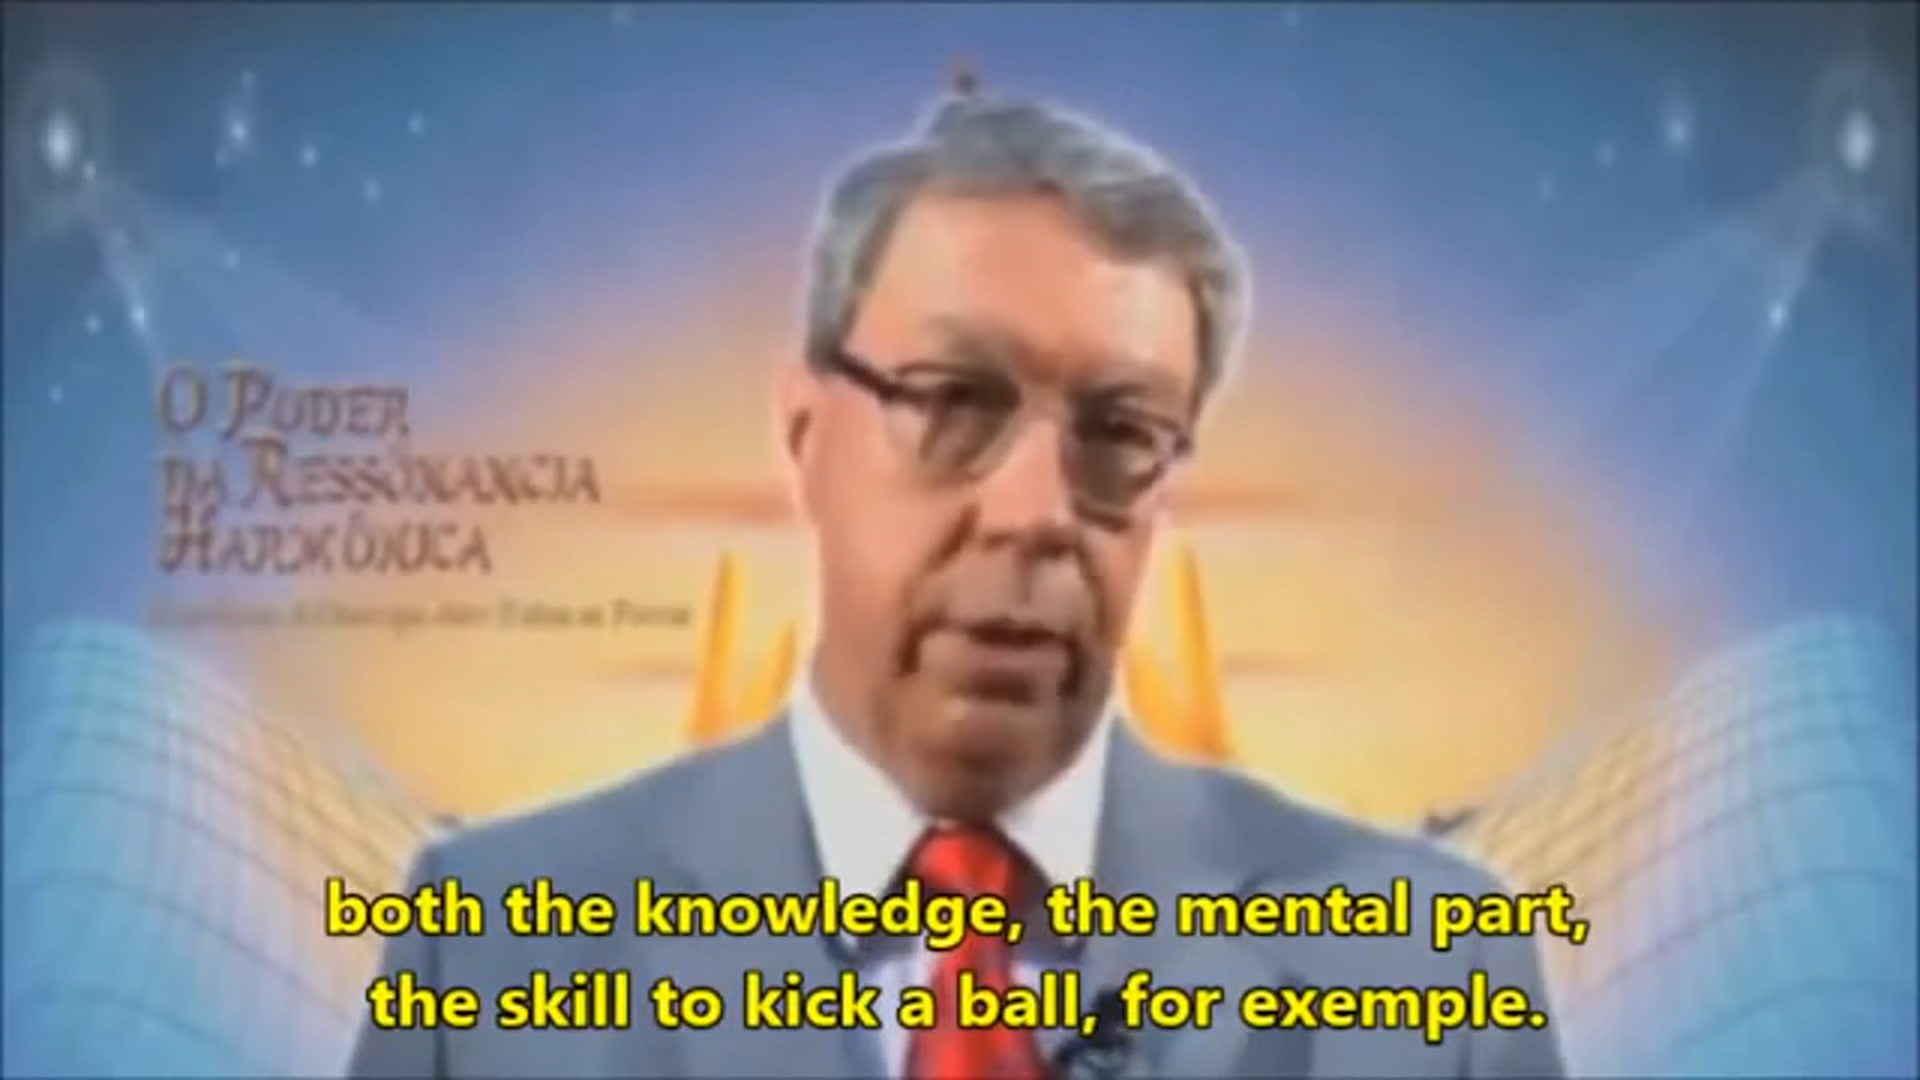 O PODER
DA RESSONANCIA
HARMÔNICA
both the knowledge, the mental part,
the skill to kick a ball, for exemple.